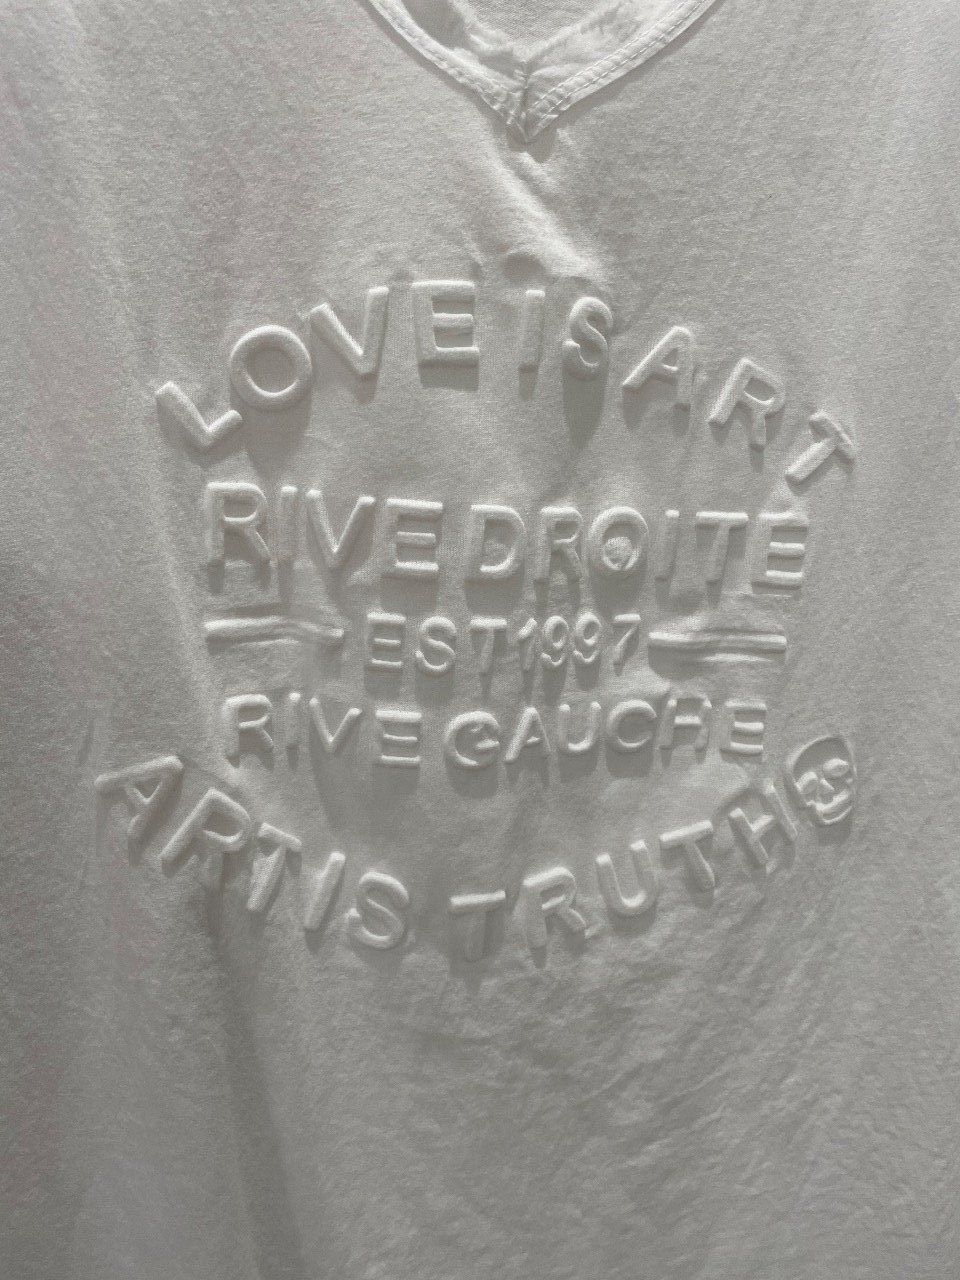 LOVE IS ART
RIVE DROITE
EST 1997
RIVE GAUCHE
ART IS TRUTH